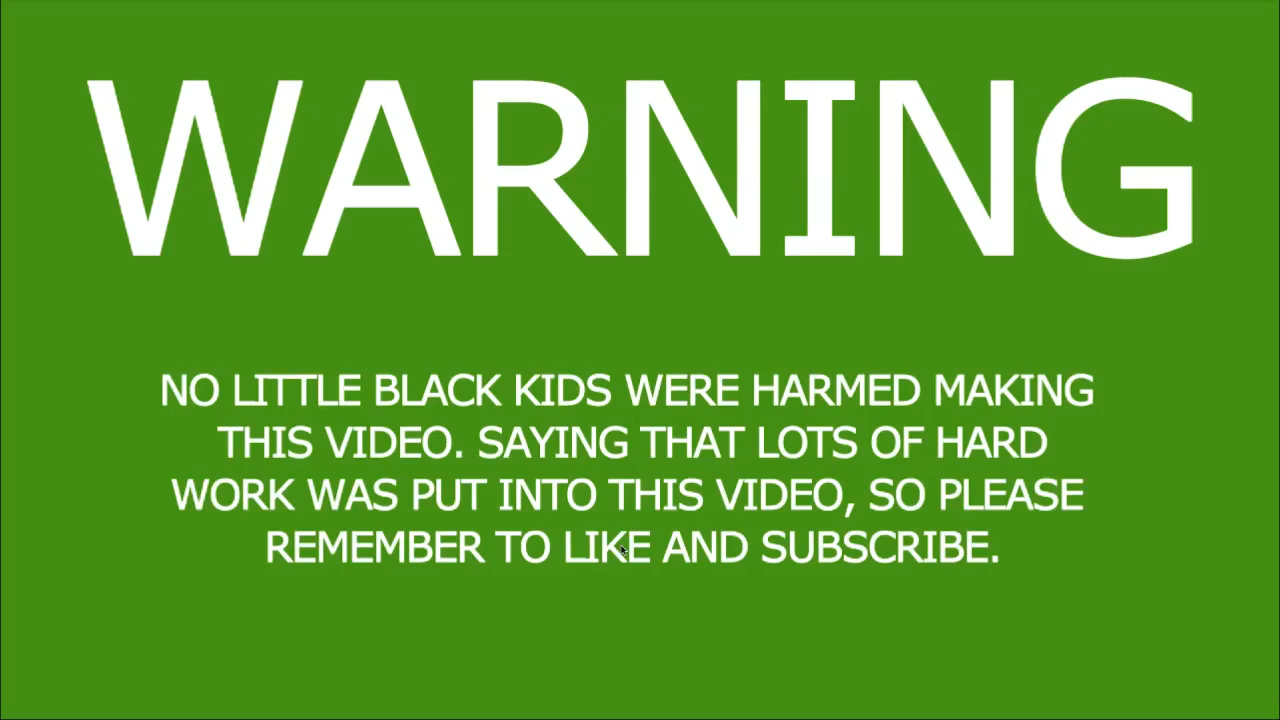 WARNING
NO LITTLE BLACK KIDS WERE HARMED MAKING
THIS VIDEO. SAYING THAT LOTS OF HARD
WORK WAS PUT INTO THIS VIDEO, SO PLEASE
REMEMBER TO LIKE AND SUBSCRIBE.